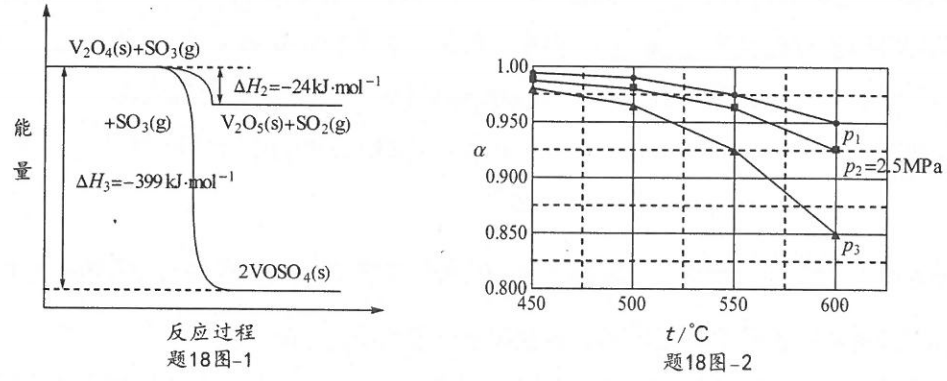 V₂O₄(s)+SO₃(g)
ΔH₂=−24kJ·mol⁻¹
+SO₃(g)
V₂O₅(s)+SO₂(g)
能量
ΔH₃=−399 kJ·mol⁻¹
2VOSO₄(s)
反应过程
题18图-1
1.00
0.950
α
0.900
0.850
0.800
p₁
p₂=2.5MPa
p₃
450 500 550 600
t/°C
题18图-2